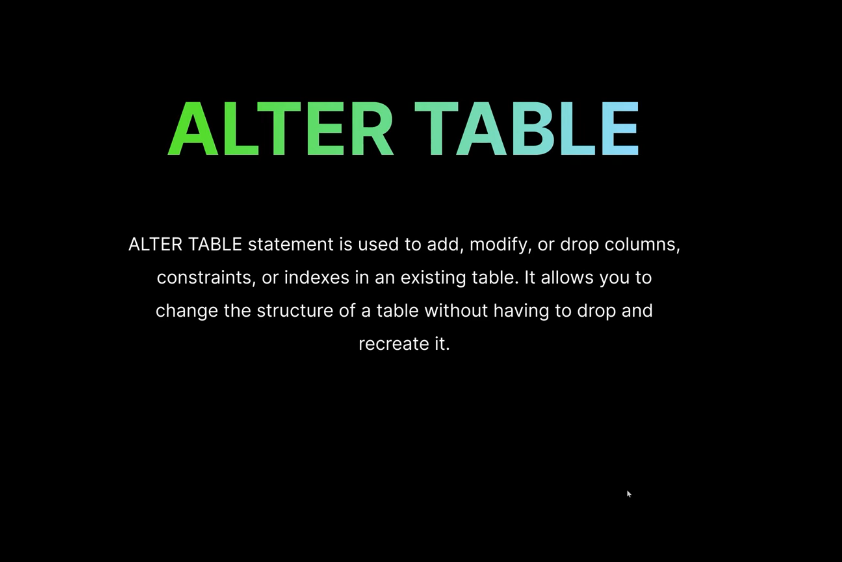 ALTER TABLE
ALTER TABLE statement is used to add, modify, or drop columns,
constraints, or indexes in an existing table. It allows you to
change the structure of a table without having to drop and
recreate it.